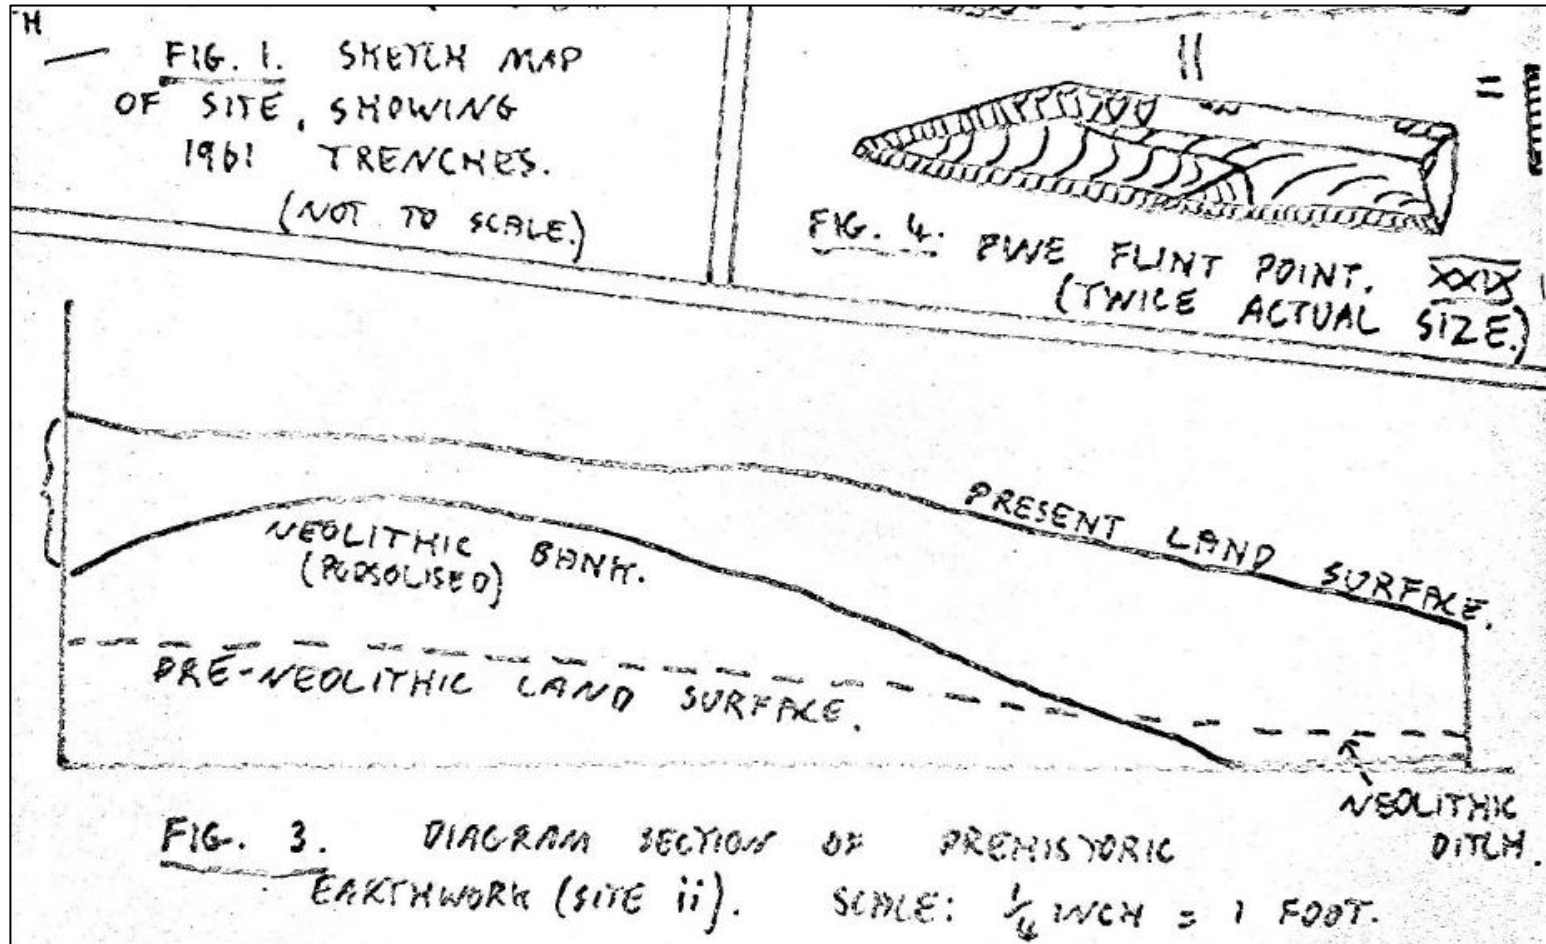 H
FIG. 1. SKETCH MAP
OF SITE, SHOWING
1961 TRENCHES.
(NOT TO SCALE.)
FIG. 4. FLINT POINT. XXIX
(TWICE ACTUAL SIZE.)
PRESENT LAND SURFACE.
NEOLITHIC BANK.
(PODSOLISED)
PRE-NEOLITHIC LAND SURFACE.
NEOLITHIC
DITCH.
FIG. 3. DIAGRAM SECTION OF PREHISTORIC
EARTHWORK (SITE ii). SCALE: 1/4 INCH = 1 FOOT.